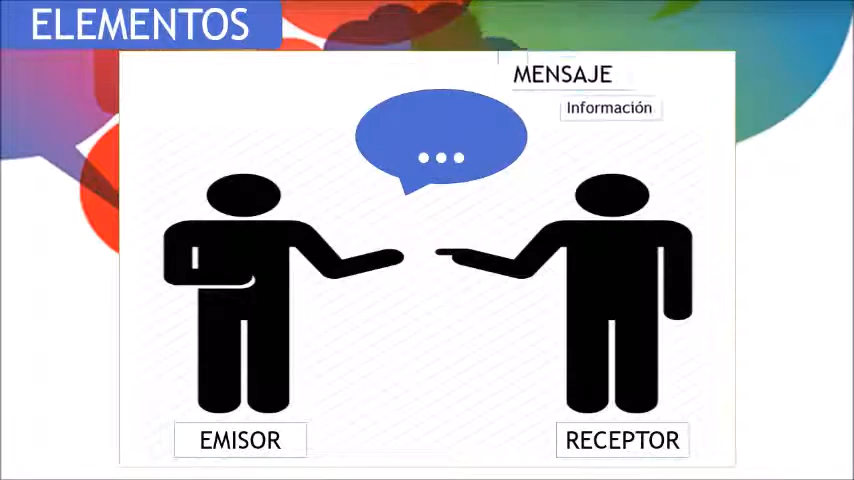 ELEMENTOS
MENSAJE
Información
EMISOR
RECEPTOR